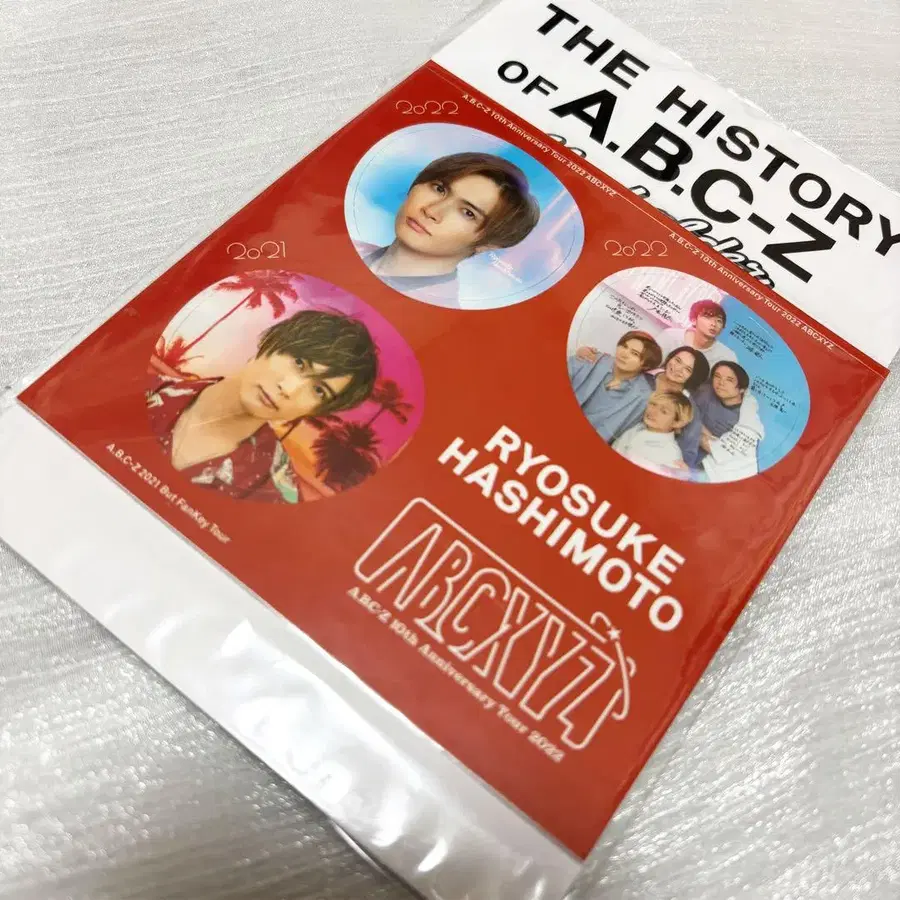 THE HISTORY
OF A.B.C-Z
2022
A.B.C-Z 10th Anniversary Tour 2022 ABCXYZ
2021
A.B.C-Z 2021 But FanKey Tour
2022
A.B.C-Z 10th Anniversary Tour 2022 ABCXYZ
RYOSUKE
HASHIMOTO
ABCXYZ
A.B.C-Z 10th Anniversary Tour 2022